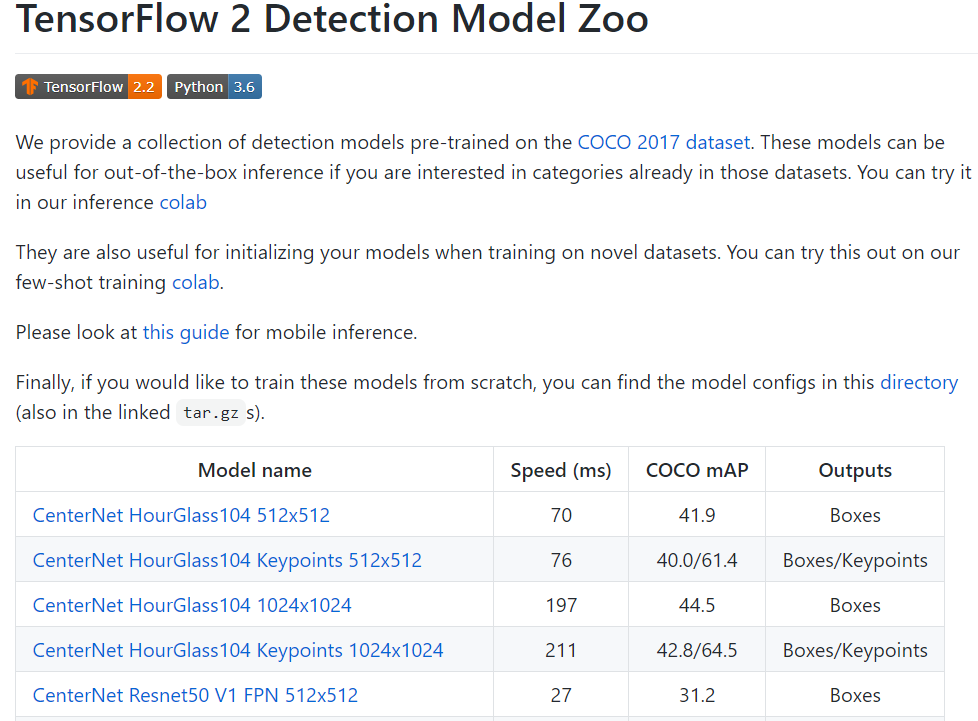 TensorFlow 2 Detection Model Zoo
TensorFlow 2.2 Python 3.6
We provide a collection of detection models pre-trained on the COCO 2017 dataset. These models can be
useful for out-of-the-box inference if you are interested in categories already in those datasets. You can try it
in our inference colab
They are also useful for initializing your models when training on novel datasets. You can try this out on our
few-shot training colab.
Please look at this guide for mobile inference.
Finally, if you would like to train these models from scratch, you can find the model configs in this directory
(also in the linked tar.gz s).
Model name Speed (ms) COCO mAP Outputs
CenterNet HourGlass104 512x512 70 41.9 Boxes
CenterNet HourGlass104 Keypoints 512x512 76 40.0/61.4 Boxes/Keypoints
CenterNet HourGlass104 1024x1024 197 44.5 Boxes
CenterNet HourGlass104 Keypoints 1024x1024 211 42.8/64.5 Boxes/Keypoints
CenterNet Resnet50 V1 FPN 512x512 27 31.2 Boxes